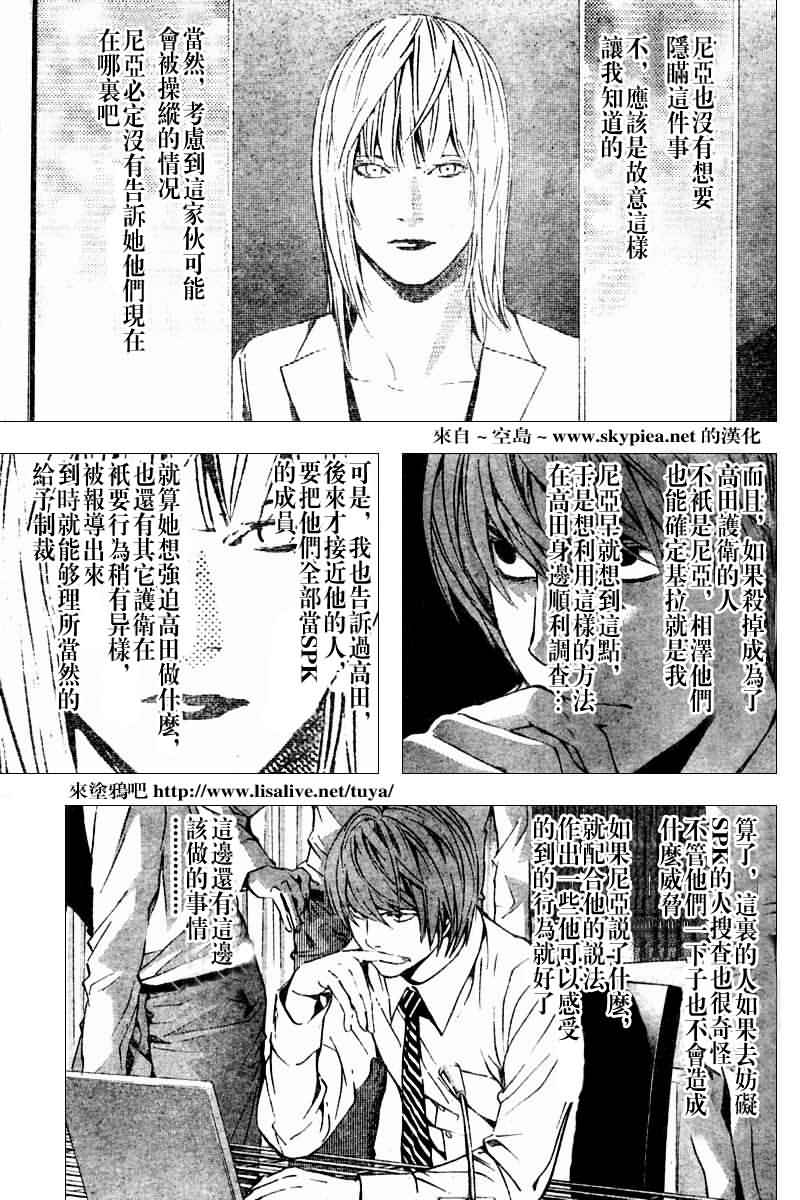 尼亞也沒有想要
隱瞞這件事
不，應該是故意這樣
讓我知道的
當然，考慮到這家伙可能
會被操縱的情況
尼亞必定沒有告訴她他們現在
在哪裏吧
來自～空島～www.skypiea.net 的漢化
而且，如果殺掉成為了
高田護衛的人
不衹是尼亞，相澤他們
也能確定基拉就是我
尼亞早就想到這點，
于是想利用這樣的方法
在高田身邊順利調查…
可是，我也告訴過高田，
後來才接近他的人，
要把他們全部當SPK
的成員
就算她想強迫高田做什麼，
也還有其它護衛在
衹要行為稍有异樣，
被報導出來
到時就能够理所當然的
給予制裁
來塗鴉吧 http://www.lisalive.net/tuya/
算了，這裏的人如果去妨礙
SPK的人搜查也很奇怪
不管他們一下子也不會造成
什麼威脅
如果尼亞說了什麼，
就配合他的說法
作出一些他可以感受
的到的行為就好了
這邊還有這邊
該做的事情
………